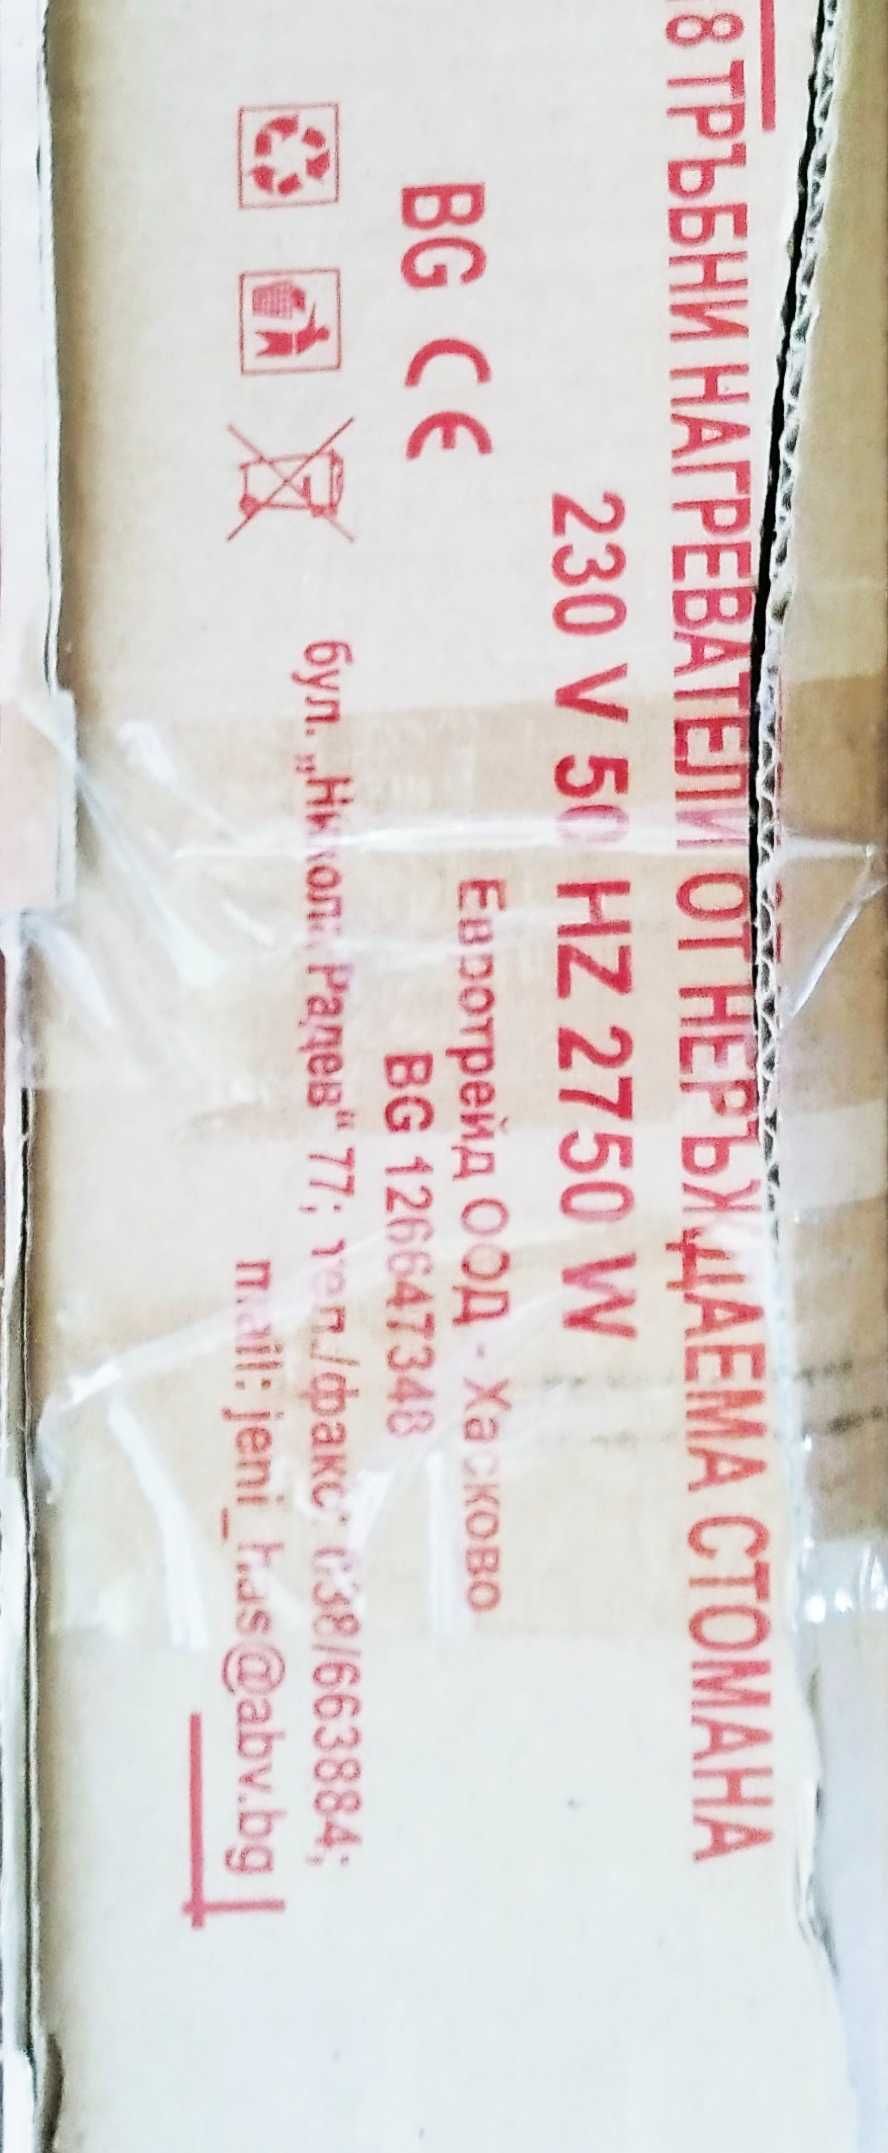 8 ТРЪБНИ НАГРЕВАТЕЛИ ОТ НЕРЪЖДАЕМА СТОМАНА
230 V 50 HZ 2750 W
BG CE
Евротрейд ООД - Хасково
BG 126647348
бул. „Никола Радев“ 77; тел./факс: 038/663884;
mail: jeni_has@abv.bg